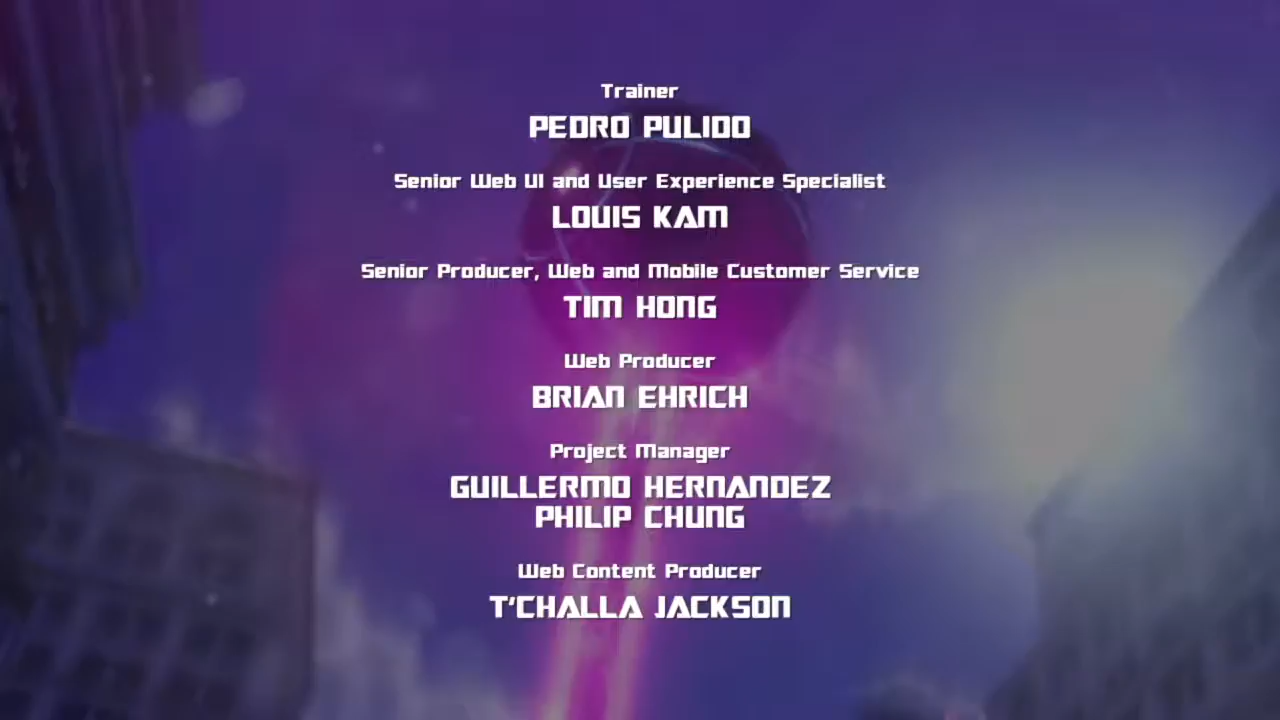 Trainer
PEDRO PULIDO
Senior Web UI and User Experience Specialist
LOUIS KAM
Senior Producer, Web and Mobile Customer Service
TIM HONG
Web Producer
BRIAN EHRICH
Project Manager
GUILLERMO HERNANDEZ
PHILIP CHUNG
Web Content Producer
T'CHALLA JACKSON